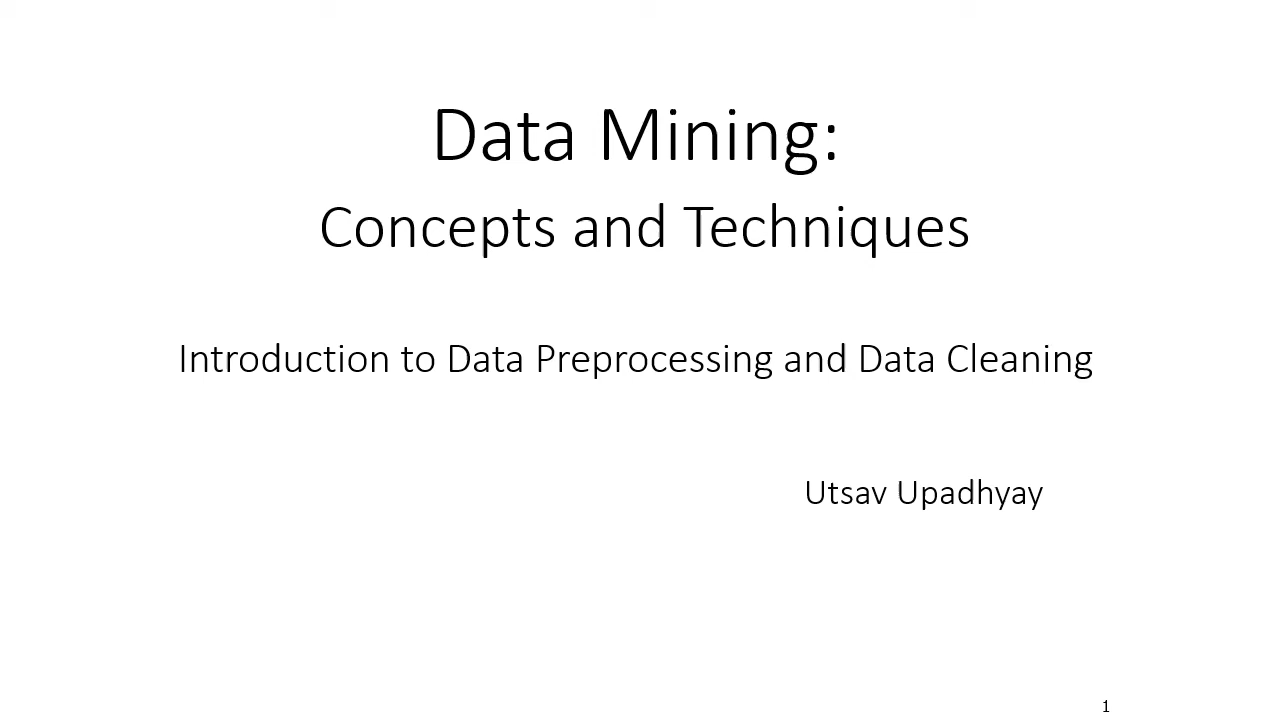 Data Mining:
Concepts and Techniques
Introduction to Data Preprocessing and Data Cleaning
Utsav Upadhyay
1